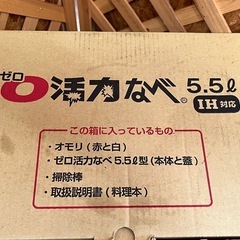 ゼロ活力なべ® 5.5ℓ
IH対応
この箱に入っているもの
・オモリ(赤と白)
・ゼロ活力なべ 5.5ℓ型(本体と蓋)
・掃除棒
・取扱説明書(料理本)